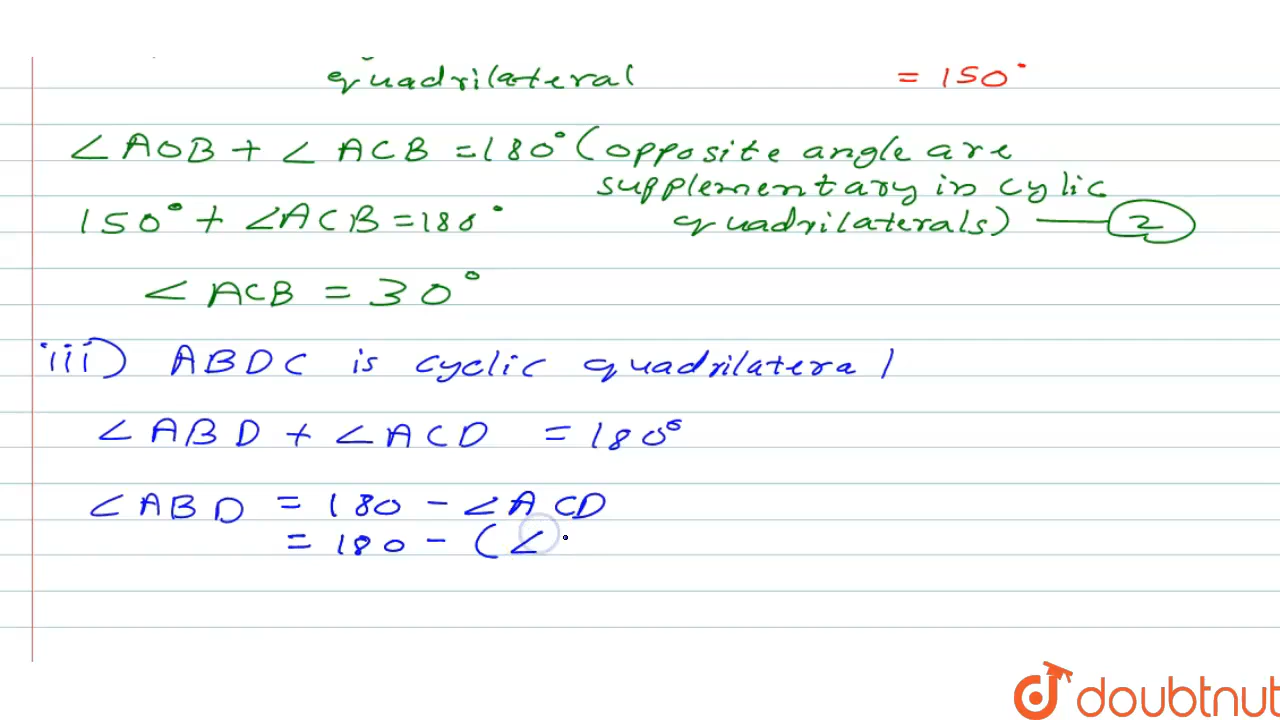 quadrilateral = 150°
∠AOB + ∠ACB = 180° (opposite angle are
supplementary in cylic
150° + ∠ACB = 180° quadrilaterals) — 2
∠ACB = 30°
iii) ABDC is cyclic quadrilateral
∠ABD + ∠ACD = 180°
∠ABD = 180 - ∠ACD
= 180 - (∠
doubtnut